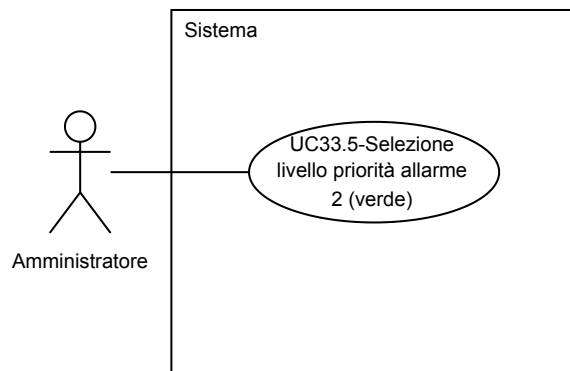 Sistema
UC33.5-Selezione
livello priorità allarme
2 (verde)
Amministratore